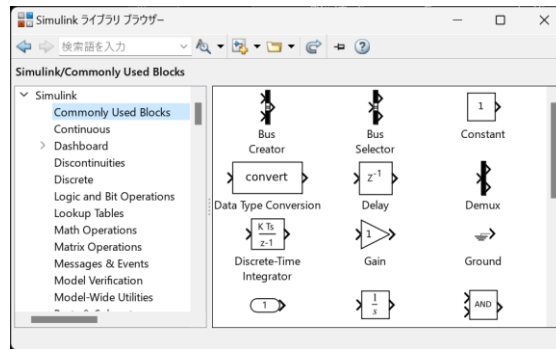 Simulink ライブラリ ブラウザー
検索語を入力
Simulink/Commonly Used Blocks
Simulink
Commonly Used Blocks
Continuous
Dashboard
Discontinuities
Discrete
Logic and Bit Operations
Lookup Tables
Math Operations
Matrix Operations
Messages & Events
Model Verification
Model-Wide Utilities
Bus
Creator
Bus
Selector
1
Constant
convert
Data Type Conversion
z-1
Delay
Demux
K Ts
z-1
Discrete-Time
Integrator
1
Gain
Ground
1
1
s
AND